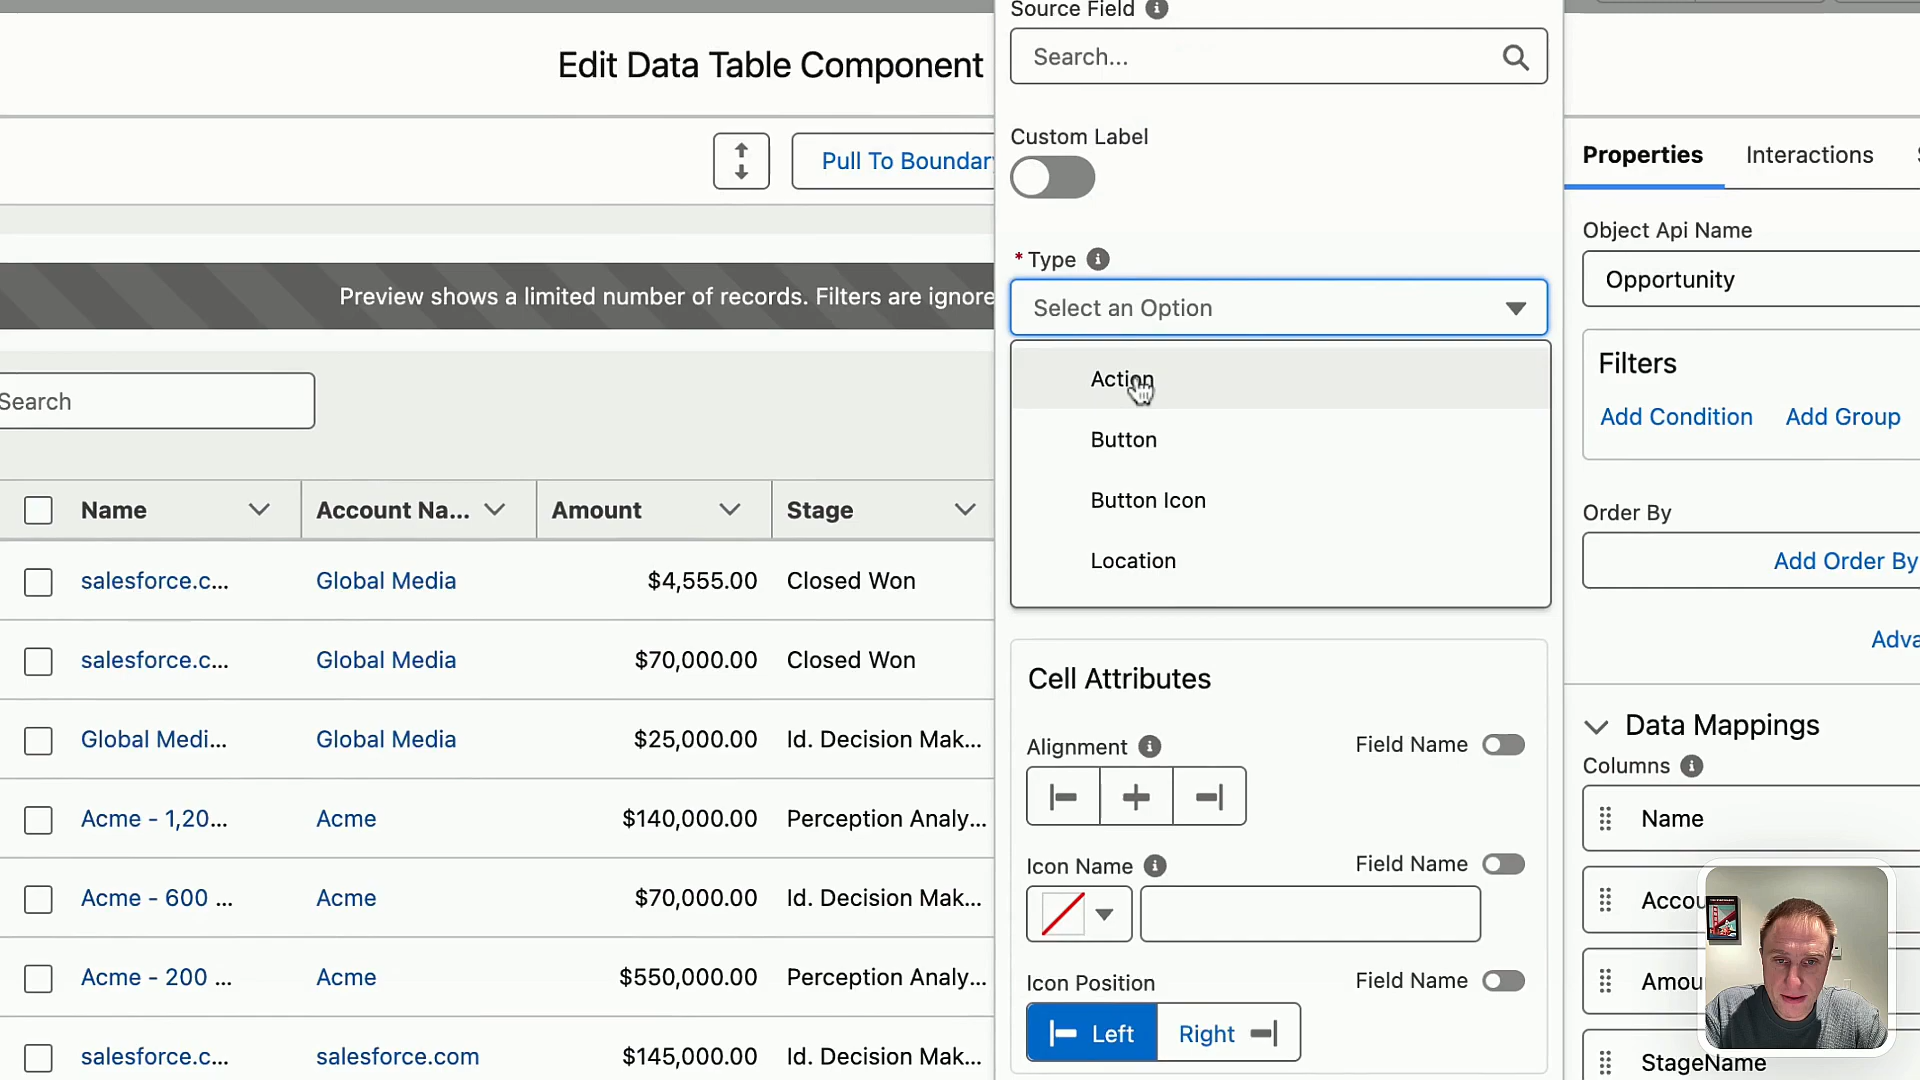 Source Field
Search...
Edit Data Table Component
Custom Label
Properties
Interactions
Pull To Boundary
Object Api Name
* Type
Opportunity
Preview shows a limited number of records. Filters are ignore
Select an Option
Filters
Action
Search
Add Condition
Add Group
Button
Button Icon
Name
Account Na...
Amount
Stage
Order By
Location
Add Order By
salesforce.c...
Global Media
$4,555.00
Closed Won
Adva
salesforce.c...
Global Media
$70,000.00
Closed Won
Cell Attributes
Data Mappings
Global Medi...
Global Media
$25,000.00
Id. Decision Mak...
Alignment
Field Name
Columns
Acme - 1,20...
Acme
$140,000.00
Perception Analy...
Name
Icon Name
Field Name
Acme - 600 ...
Acme
$70,000.00
Id. Decision Mak...
Accou
Acme - 200 ...
Acme
$550,000.00
Perception Analy...
Icon Position
Field Name
Amou
Left
Right
salesforce.c...
salesforce.com
$145,000.00
Id. Decision Mak...
StageName